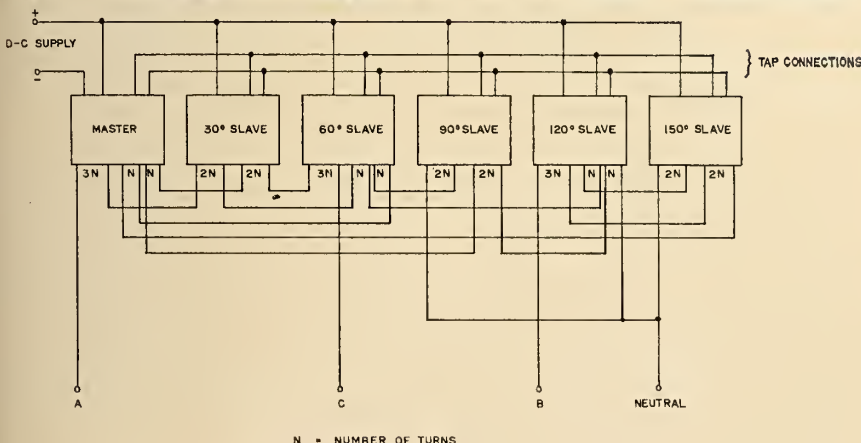 +
D-C SUPPLY
−
} TAP CONNECTIONS
MASTER 30° SLAVE 60° SLAVE 90° SLAVE 120° SLAVE 150° SLAVE
3N N N 2N 2N 3N N N 2N 2N 3N N N 2N 2N
A C B NEUTRAL
N = NUMBER OF TURNS